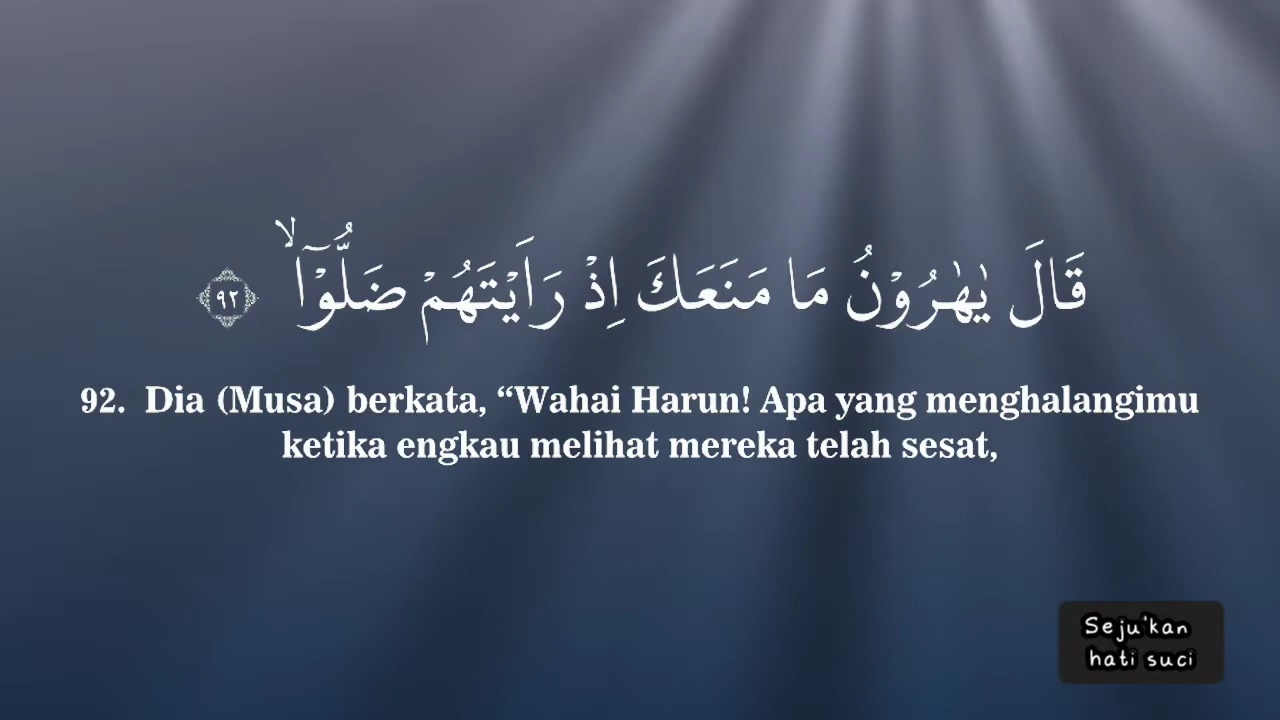 قَالَ يٰهٰرُوْنُ مَا مَنَعَكَ اِذْ رَاَيْتَهُمْ ضَلُّوْٓا ۙ ٩٢
92. Dia (Musa) berkata, “Wahai Harun! Apa yang menghalangimu
ketika engkau melihat mereka telah sesat,
Seju'kan
hati suci